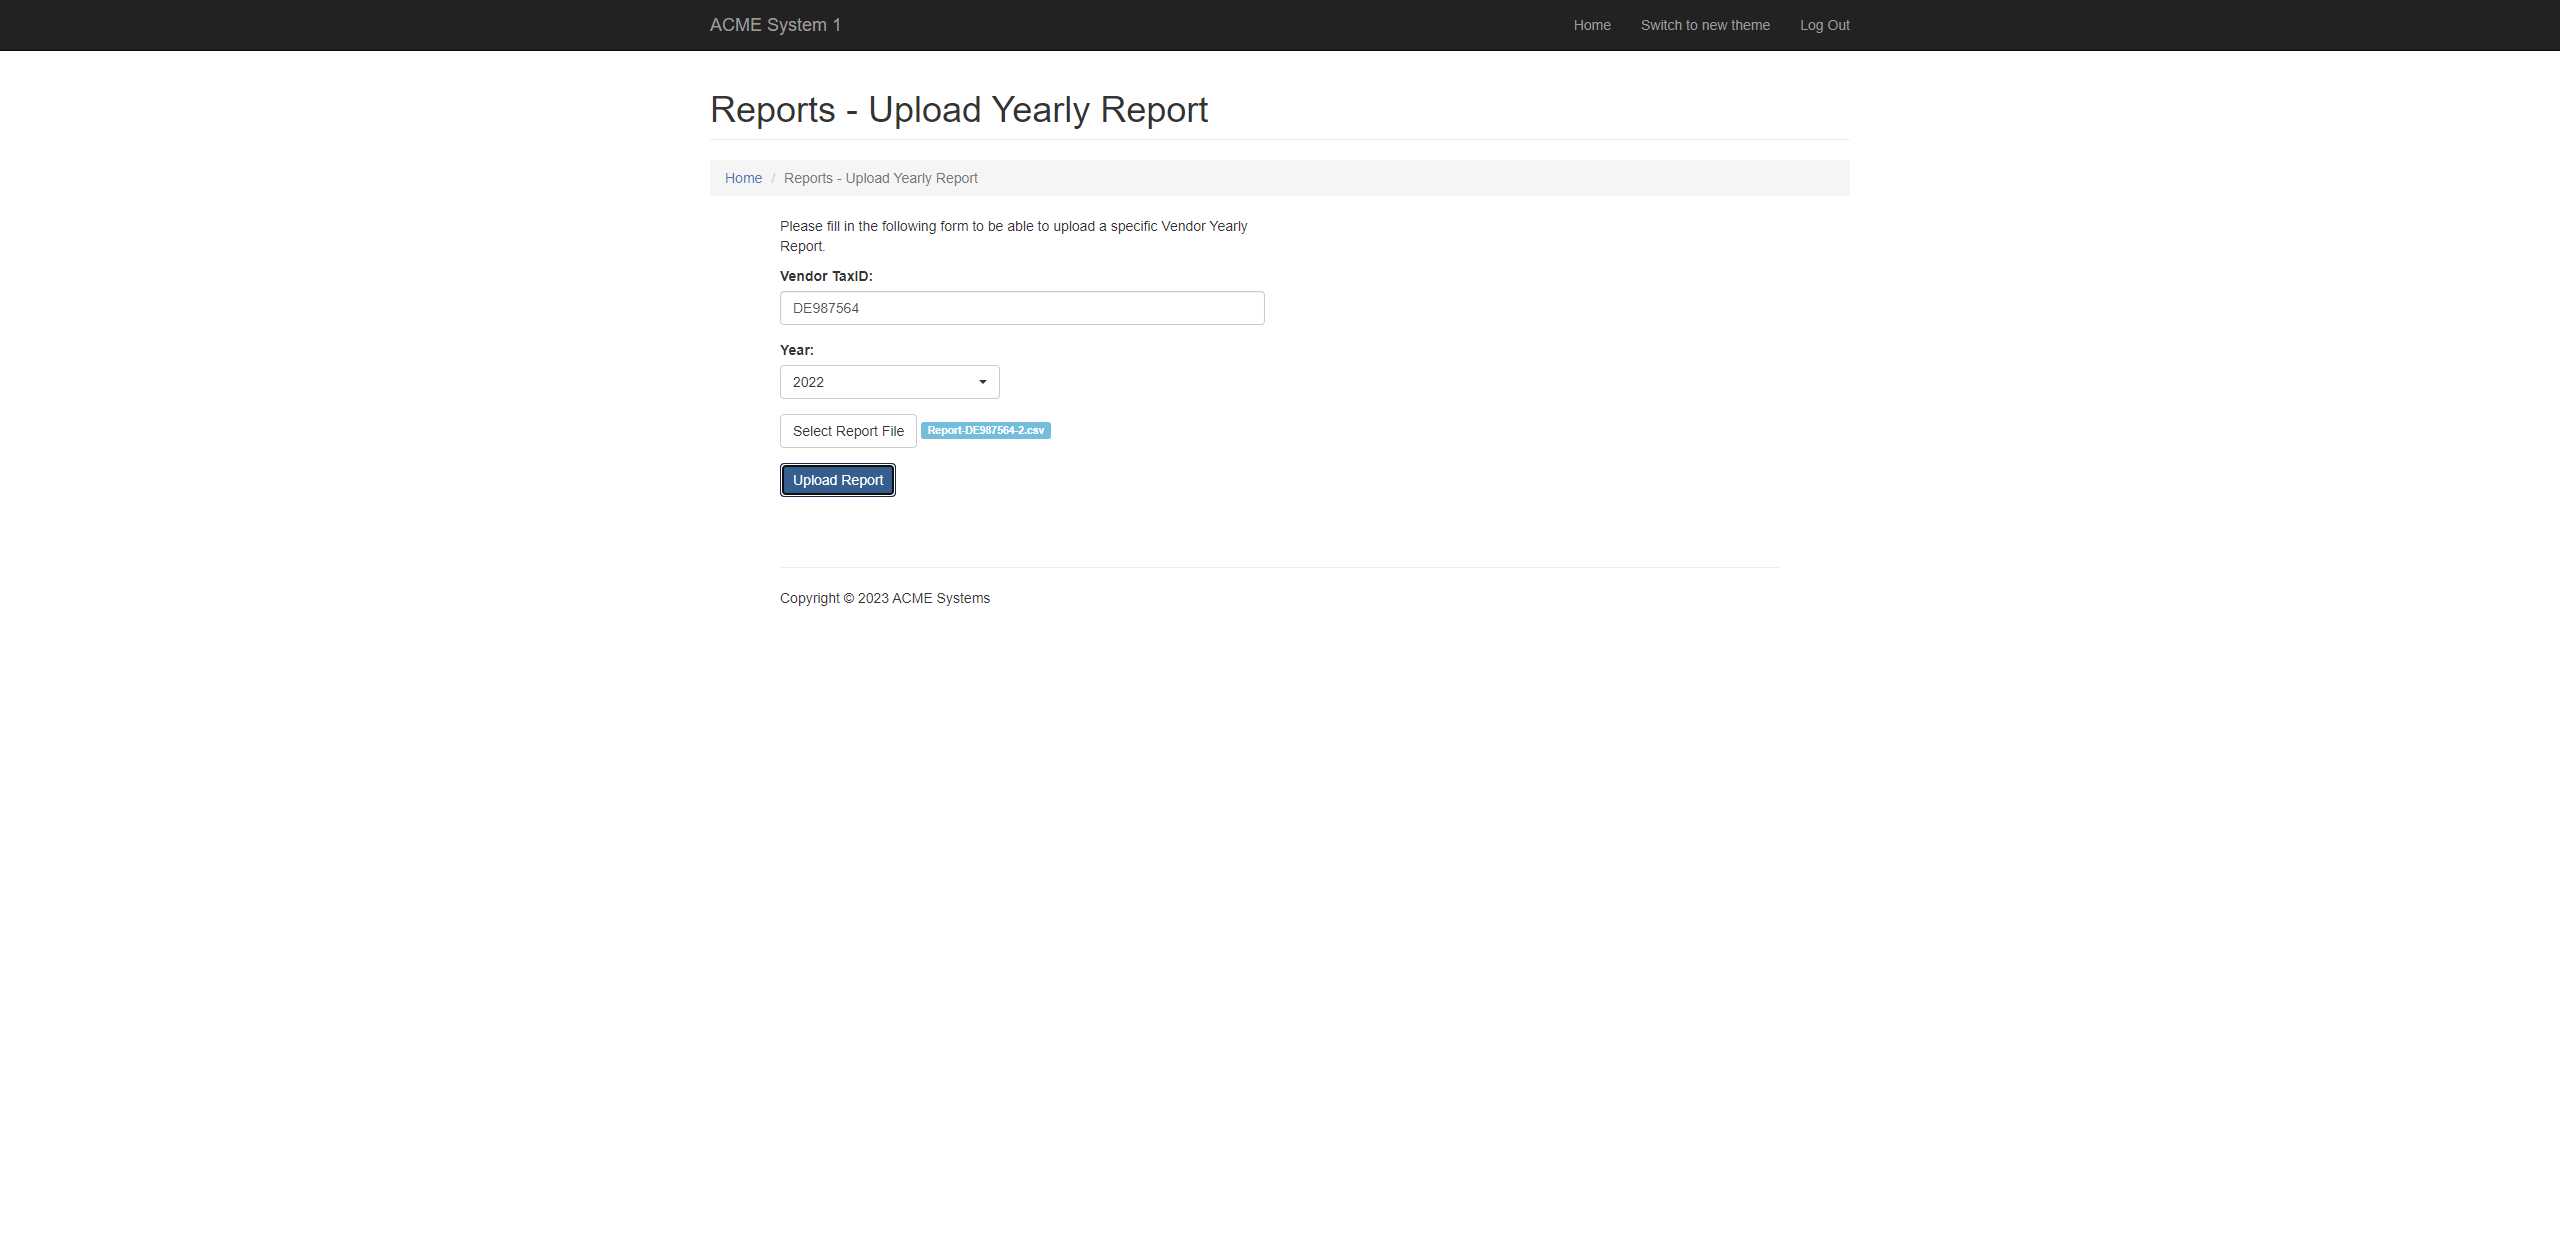 ACME System 1
Home
Switch to new theme
Log Out
Reports - Upload Yearly Report
Home / Reports - Upload Yearly Report
Please fill in the following form to be able to upload a specific Vendor Yearly
Report.
Vendor TaxID:
DE987564
Year:
2022
Select Report File
Report-DE987564-2.csv
Upload Report
Copyright © 2023 ACME Systems